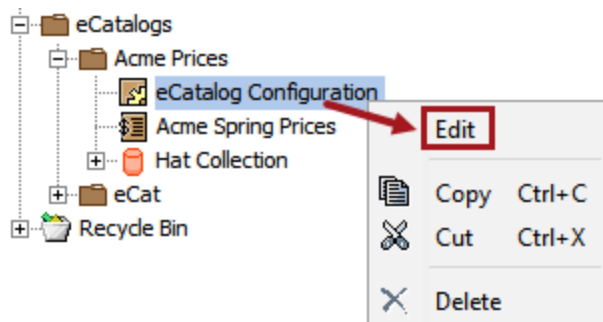 eCatalogs
Acme Prices
eCatalog Configuration
Acme Spring Prices
Hat Collection
eCat
Recycle Bin
Edit
Copy Ctrl+C
Cut Ctrl+X
Delete